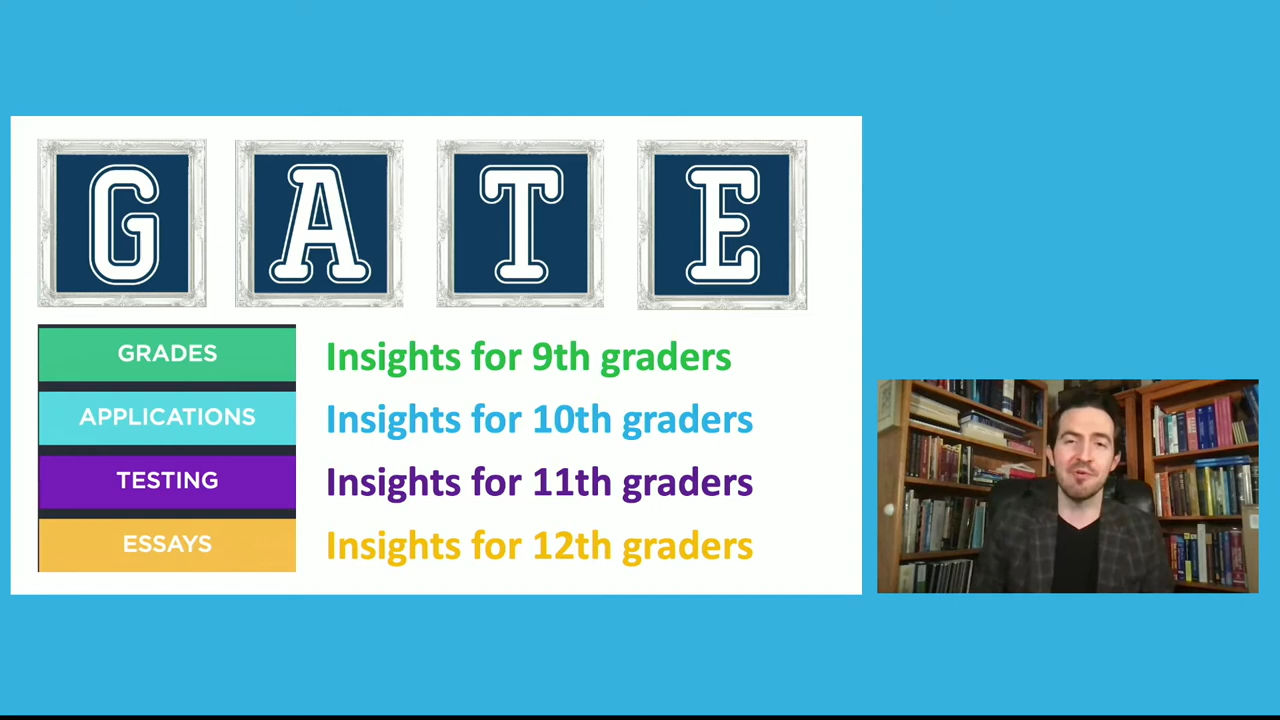 G A T E
GRADES Insights for 9th graders
APPLICATIONS Insights for 10th graders
TESTING Insights for 11th graders
ESSAYS Insights for 12th graders